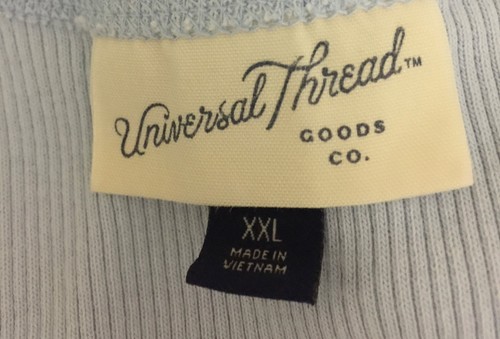 Universal Thread™
GOODS
CO.
XXL
MADE IN
VIETNAM